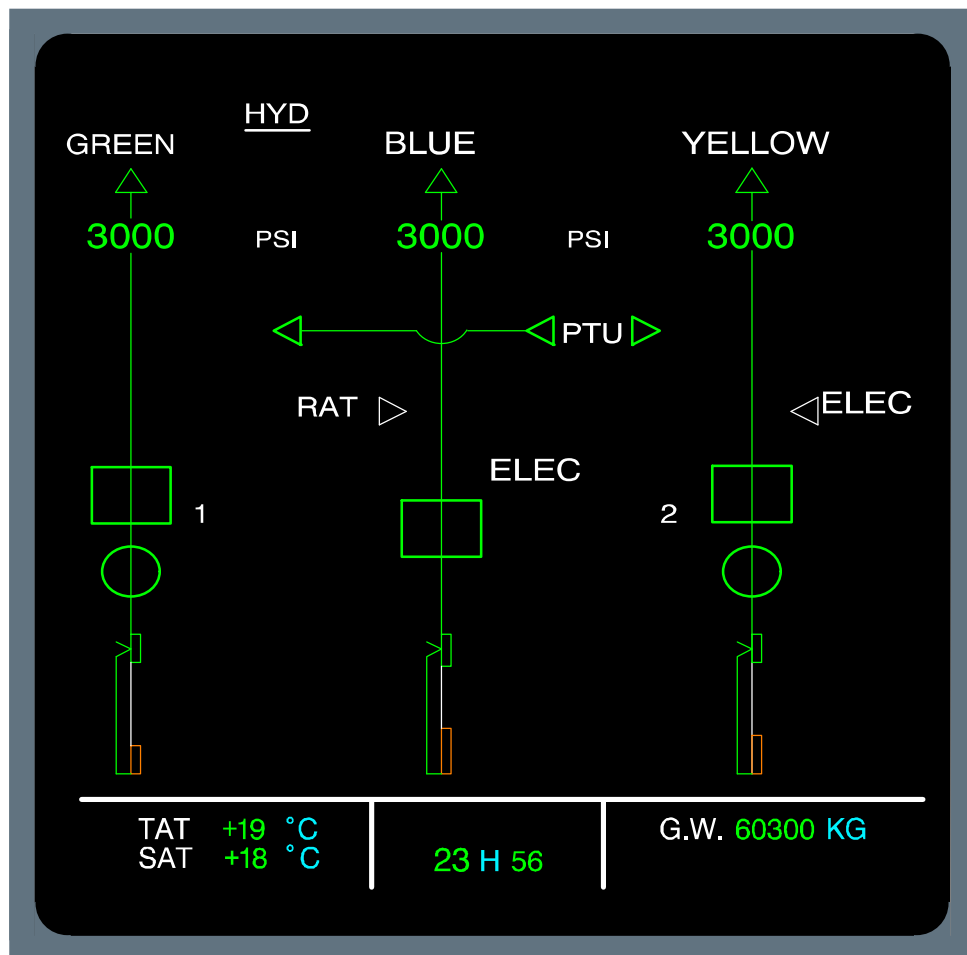 HYD
GREEN BLUE YELLOW
3000 PSI 3000 PSI 3000
PTU
RAT ELEC
ELEC
1 2
TAT +19 °C
SAT +18 °C
23 H 56
G.W. 60300 KG